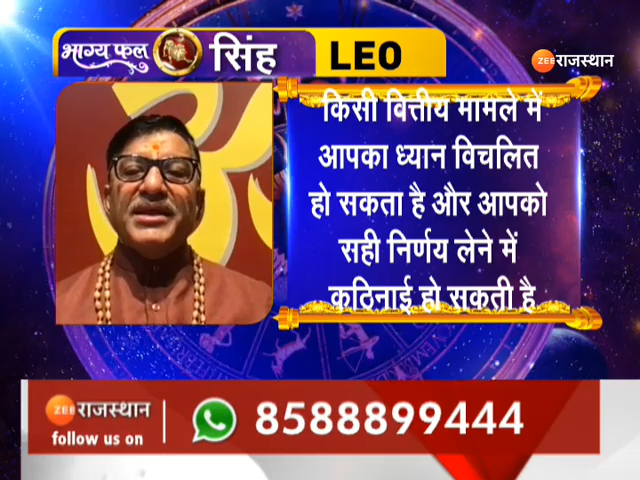 भाग्य फल सिंह LEO
ZEE राजस्थान
किसी वित्तीय मामले में
आपका ध्यान विचलित
हो सकता है और आपको
सही निर्णय लेने में
कठिनाई हो सकती है
ZEE राजस्थान
follow us on
8588899444